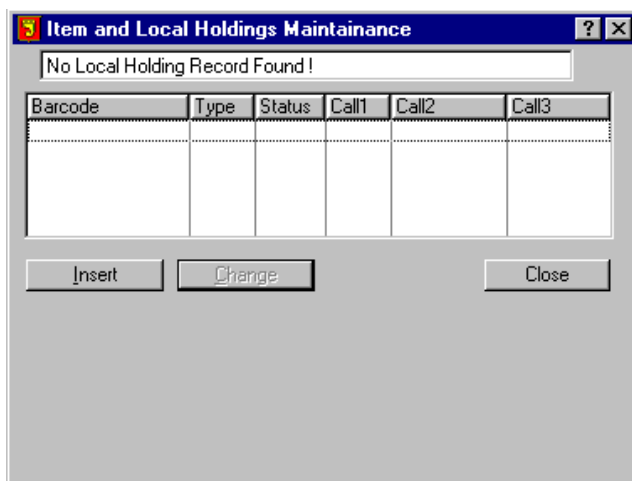 Item and Local Holdings Maintainance
No Local Holding Record Found !
Barcode Type Status Call1 Call2 Call3
Insert Change Close